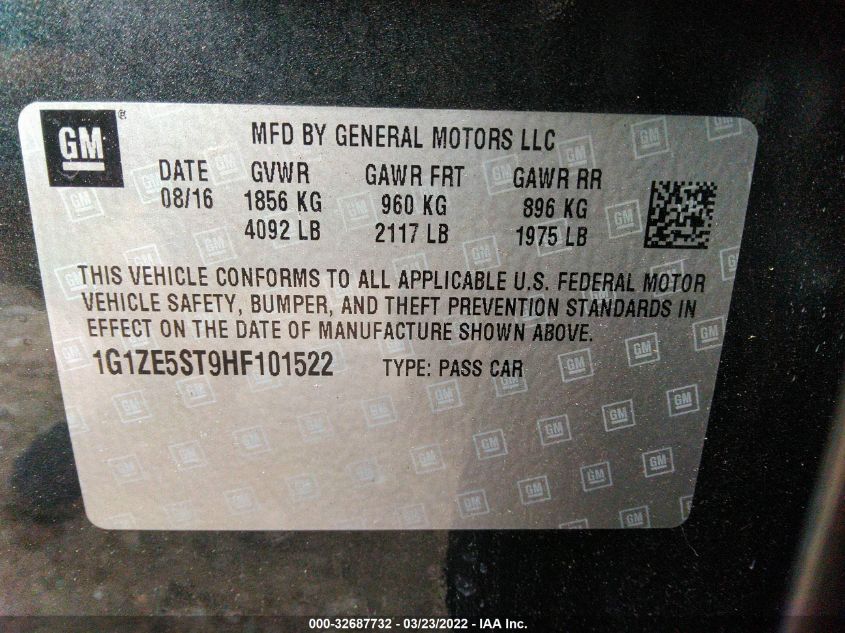 GM ®
MFD BY GENERAL MOTORS LLC
DATE GVWR GAWR FRT GAWR RR
08/16 1856 KG 960 KG 896 KG
4092 LB 2117 LB 1975 LB
THIS VEHICLE CONFORMS TO ALL APPLICABLE U.S. FEDERAL MOTOR
VEHICLE SAFETY, BUMPER, AND THEFT PREVENTION STANDARDS IN
EFFECT ON THE DATE OF MANUFACTURE SHOWN ABOVE.
1G1ZE5ST9HF101522 TYPE: PASS CAR
000-32687732 - 03/23/2022 - IAA Inc.